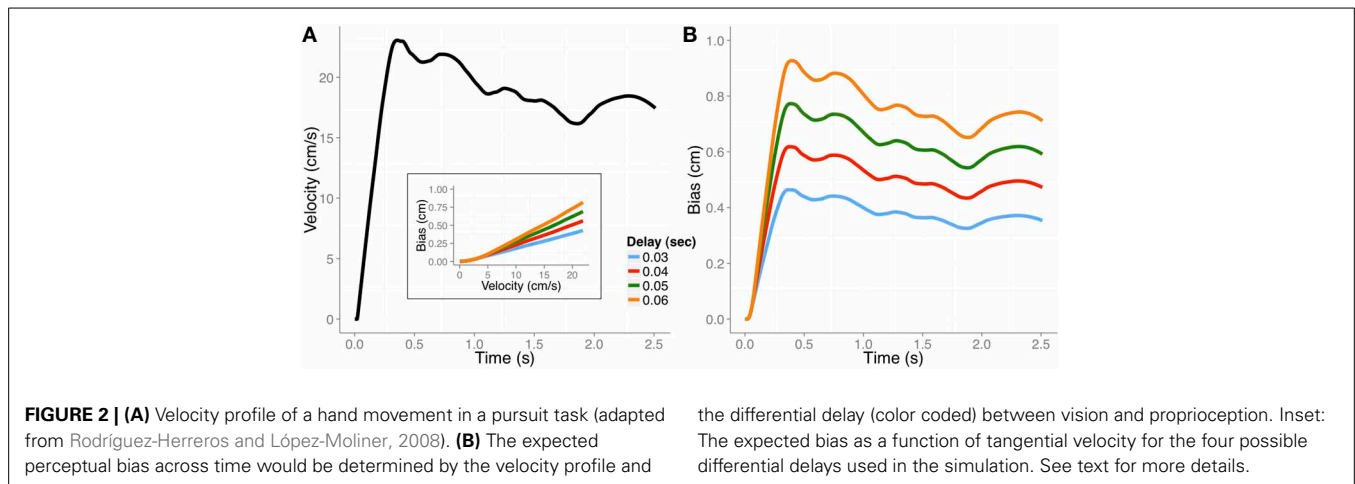 A
Velocity (cm/s)
20
15
10
5
0
0.0 0.5 1.0 1.5 2.0 2.5
Time (s)
Bias (cm)
1.00
0.75
0.50
0.25
0.00
0 5 10 15 20
Velocity (cm/s)
Delay (sec)
0.03
0.04
0.05
0.06
B
Bias (cm)
1.0
0.8
0.6
0.4
0.2
0.0
0.0 0.5 1.0 1.5 2.0 2.5
Time (s)
FIGURE 2 | (A) Velocity profile of a hand movement in a pursuit task (adapted
from Rodríguez-Herreros and López-Moliner, 2008). (B) The expected
perceptual bias across time would be determined by the velocity profile and
the differential delay (color coded) between vision and proprioception. Inset:
The expected bias as a function of tangential velocity for the four possible
differential delays used in the simulation. See text for more details.